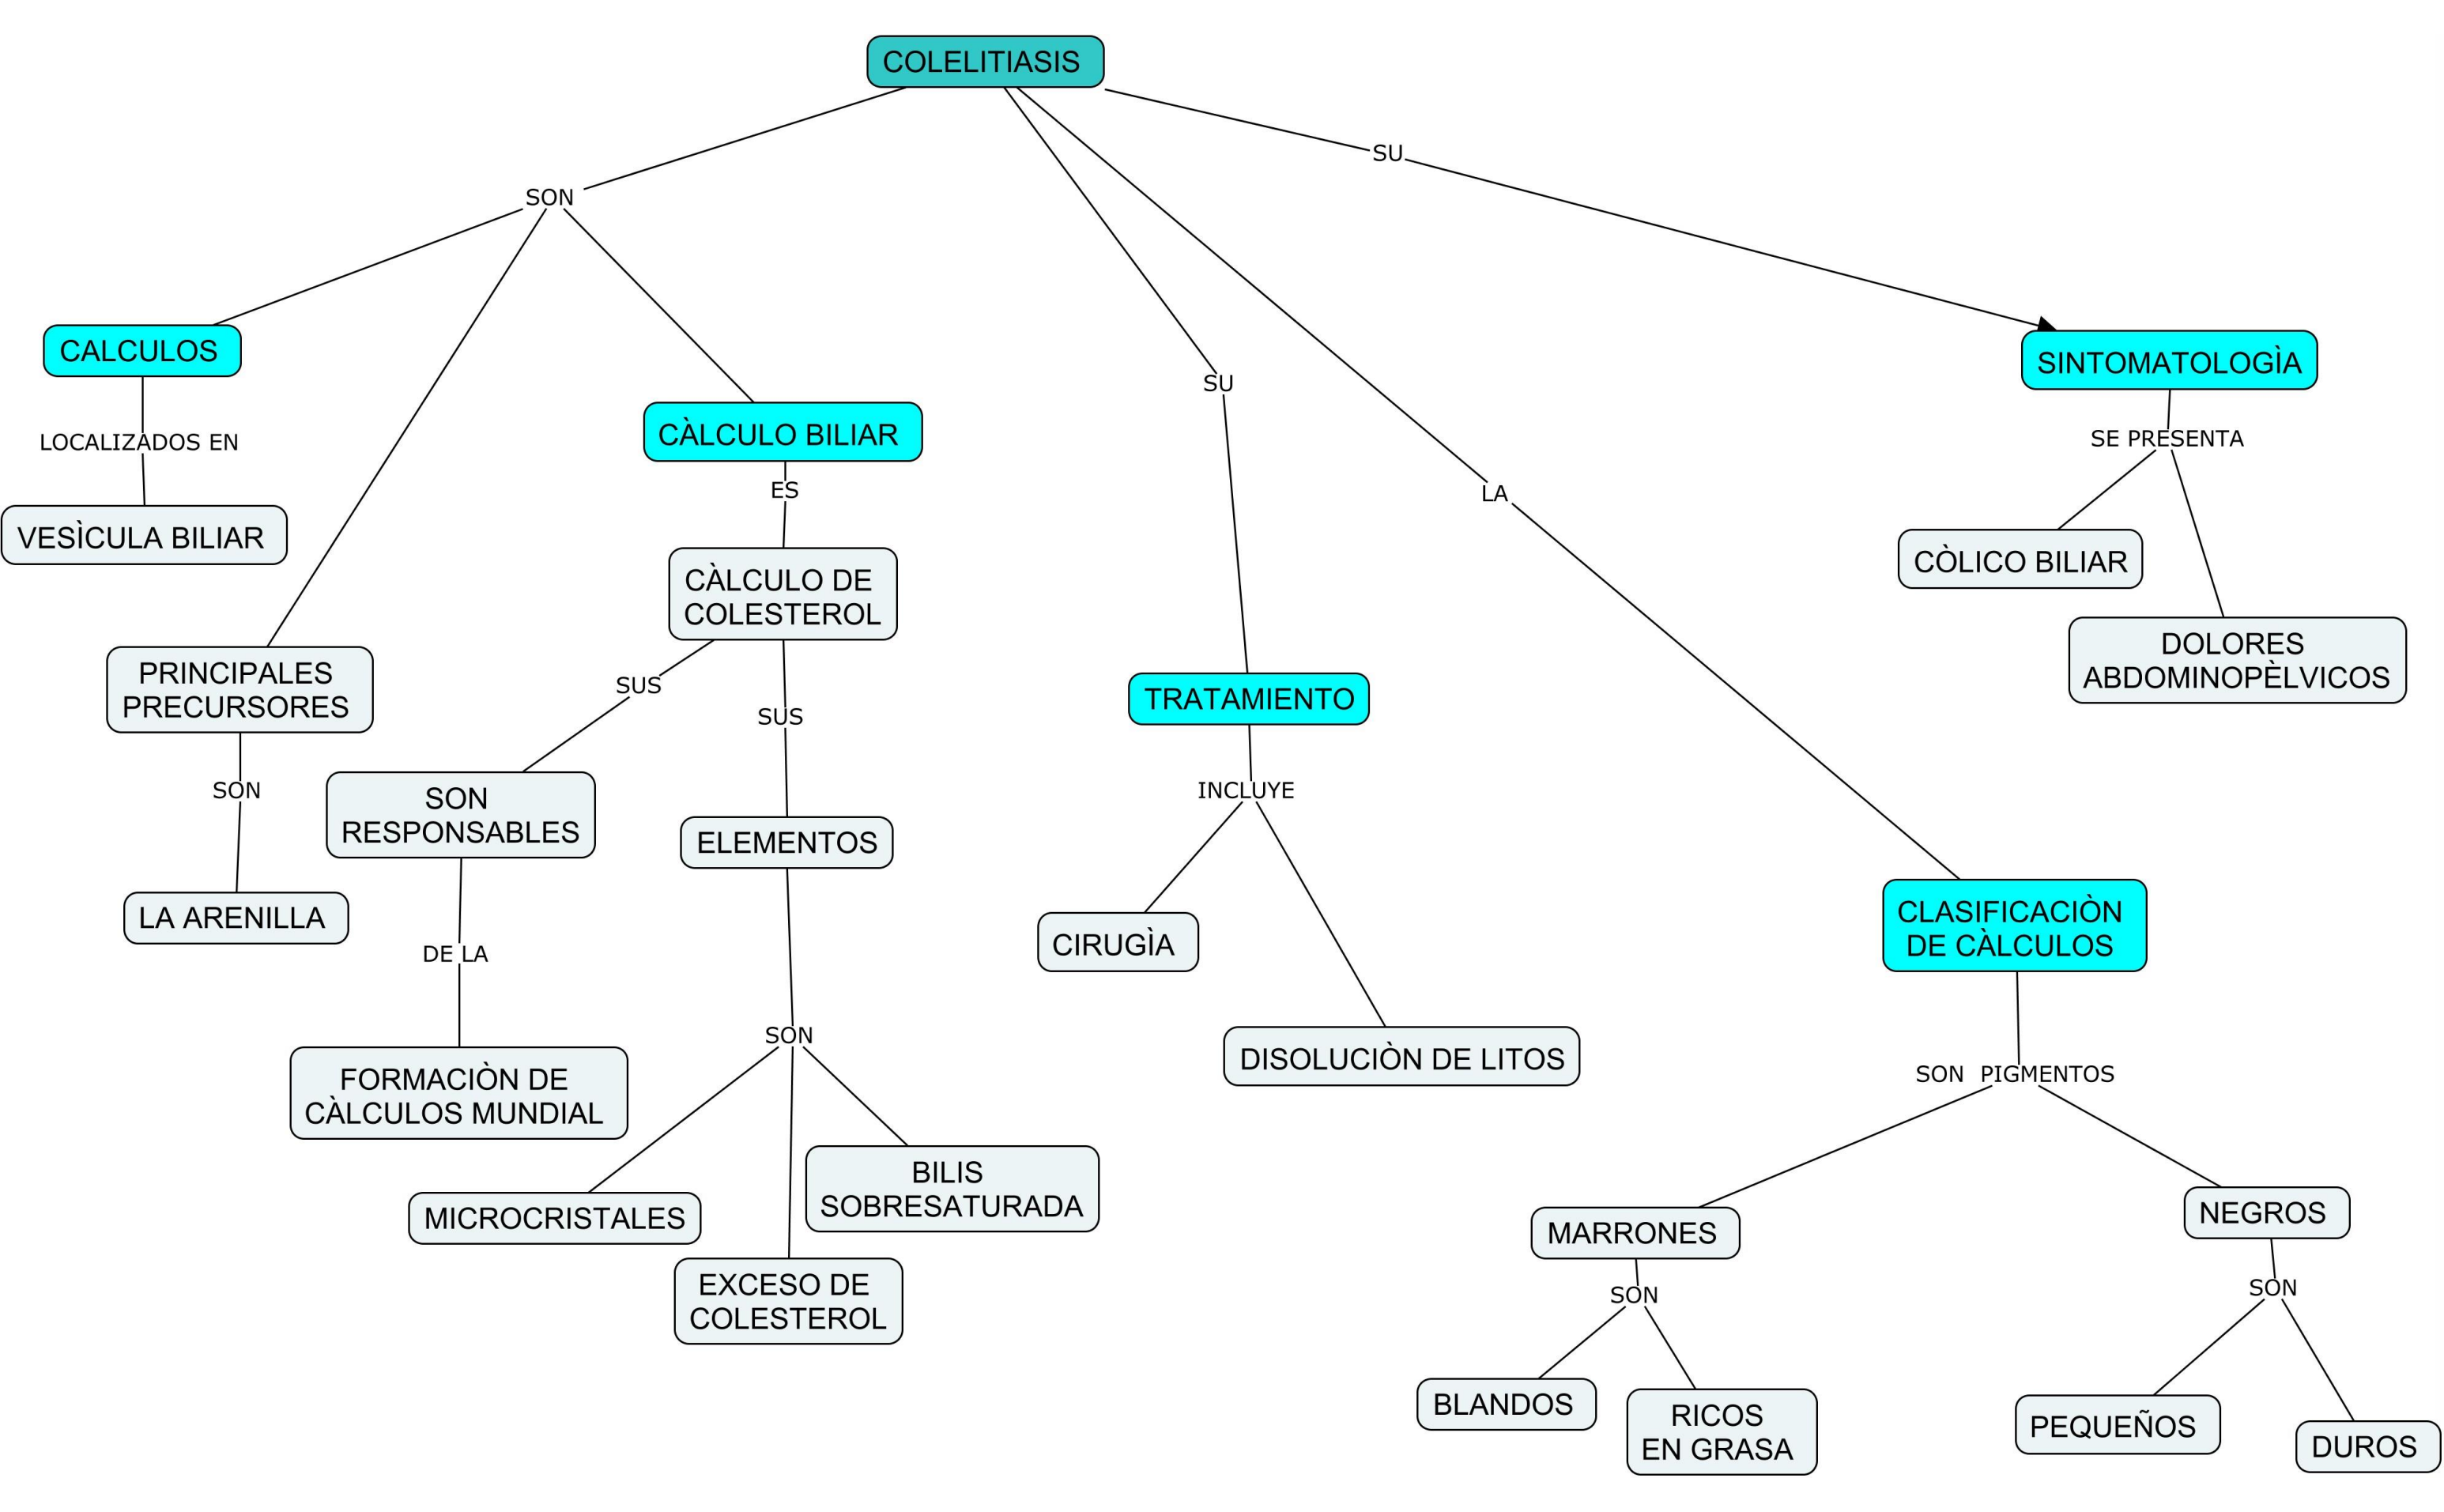 COLELITIASIS
SU
SON
CALCULOS
SINTOMATOLOGÌA
SU
CÀLCULO BILIAR
LOCALIZADOS EN
SE PRESENTA
ES
LA
VESÌCULA BILIAR
CÒLICO BILIAR
CÀLCULO DE
COLESTEROL
DOLORES
ABDOMINOPÈLVICOS
PRINCIPALES
PRECURSORES
SUS
SUS
TRATAMIENTO
SON
INCLUYE
SON
RESPONSABLES
ELEMENTOS
LA ARENILLA
CIRUGÌA
CLASIFICACIÒN
DE CÀLCULOS
DE LA
SON
DISOLUCIÒN DE LITOS
SON PIGMENTOS
FORMACIÒN DE
CÀLCULOS MUNDIAL
BILIS
SOBRESATURADA
MICROCRISTALES
MARRONES
NEGROS
EXCESO DE
COLESTEROL
SON
SON
BLANDOS
RICOS
EN GRASA
PEQUEÑOS
DUROS